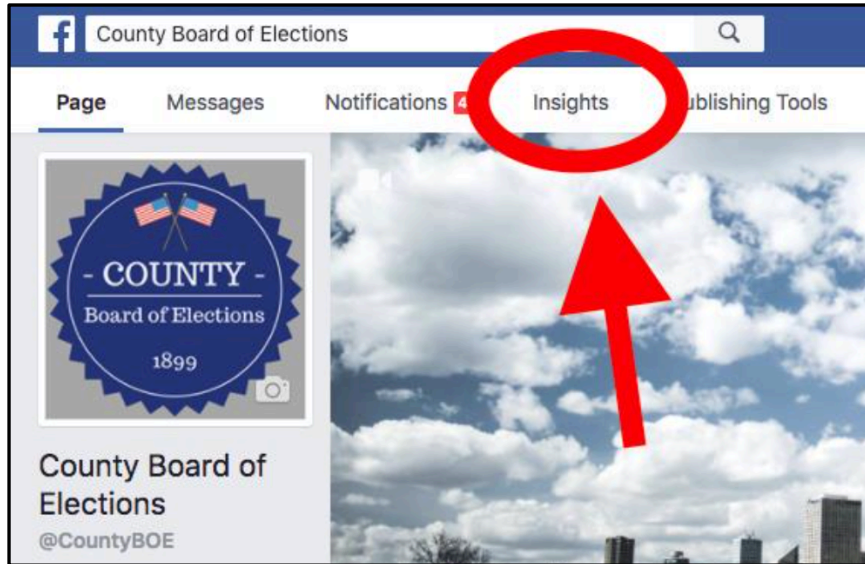 f County Board of Elections
Page Messages Notifications 4 Insights ublishing Tools
- COUNTY -
Board of Elections
1899
County Board of
Elections
@CountyBOE